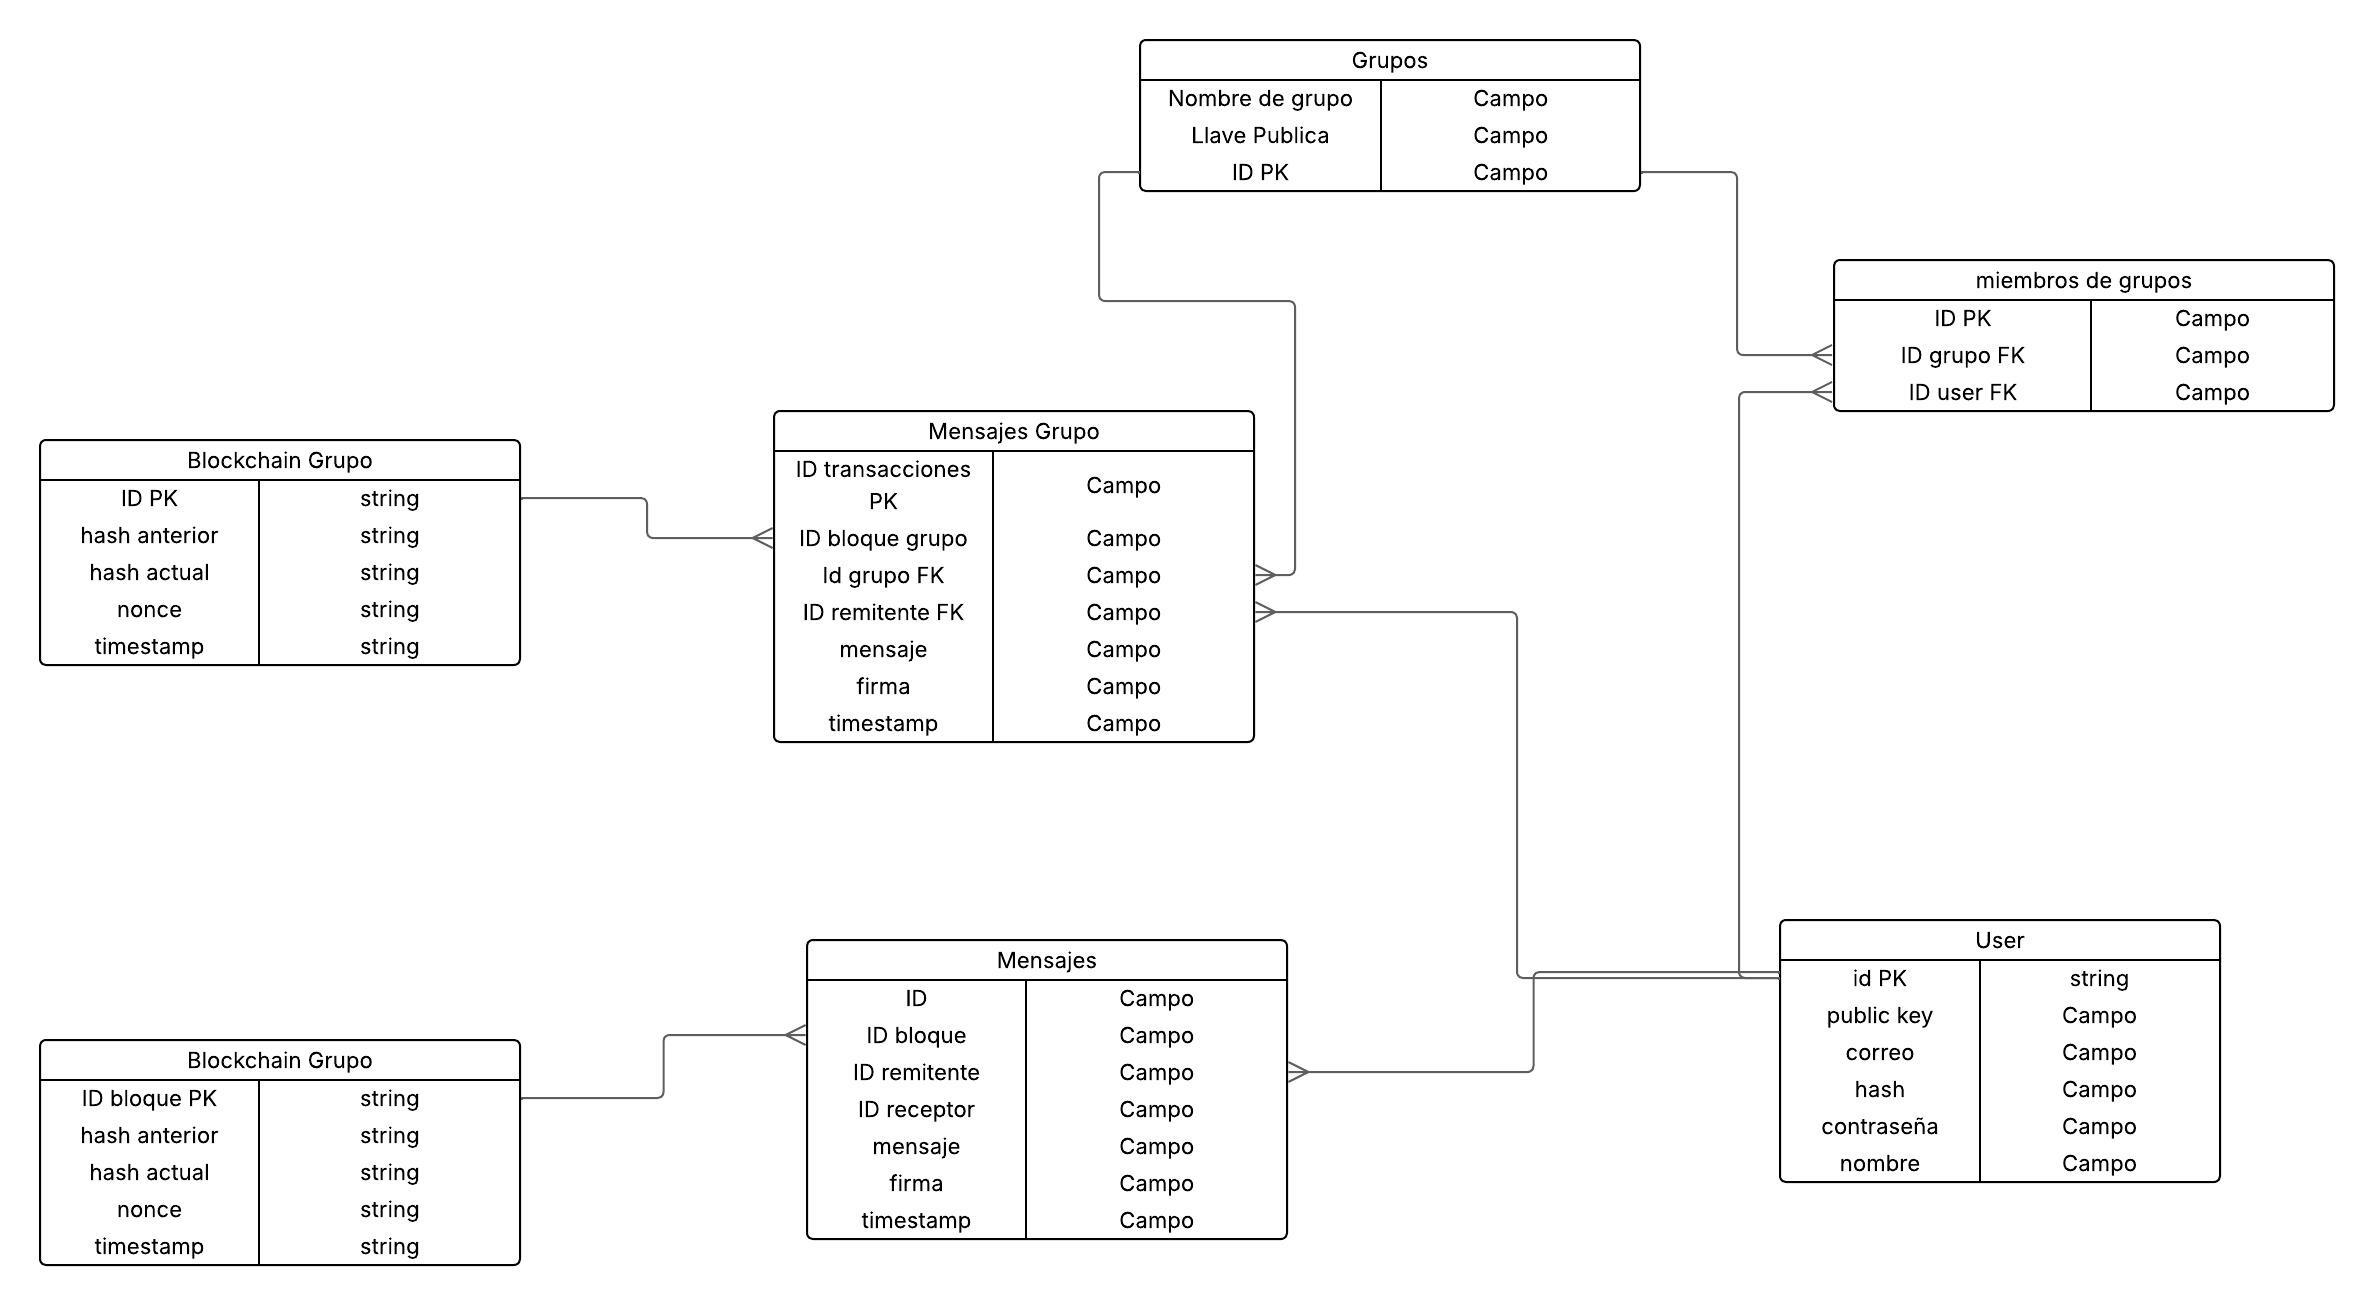 Grupos
Nombre de grupo Campo
Llave Publica Campo
ID PK Campo
miembros de grupos
ID PK Campo
ID grupo FK Campo
ID user FK Campo
Blockchain Grupo
ID PK string
hash anterior string
hash actual string
nonce string
timestamp string
Mensajes Grupo
ID transacciones
PK Campo
ID bloque grupo Campo
Id grupo FK Campo
ID remitente FK Campo
mensaje Campo
firma Campo
timestamp Campo
Blockchain Grupo
ID bloque PK string
hash anterior string
hash actual string
nonce string
timestamp string
Mensajes
ID Campo
ID bloque Campo
ID remitente Campo
ID receptor Campo
mensaje Campo
firma Campo
timestamp Campo
User
id PK string
public key Campo
correo Campo
hash Campo
contraseña Campo
nombre Campo